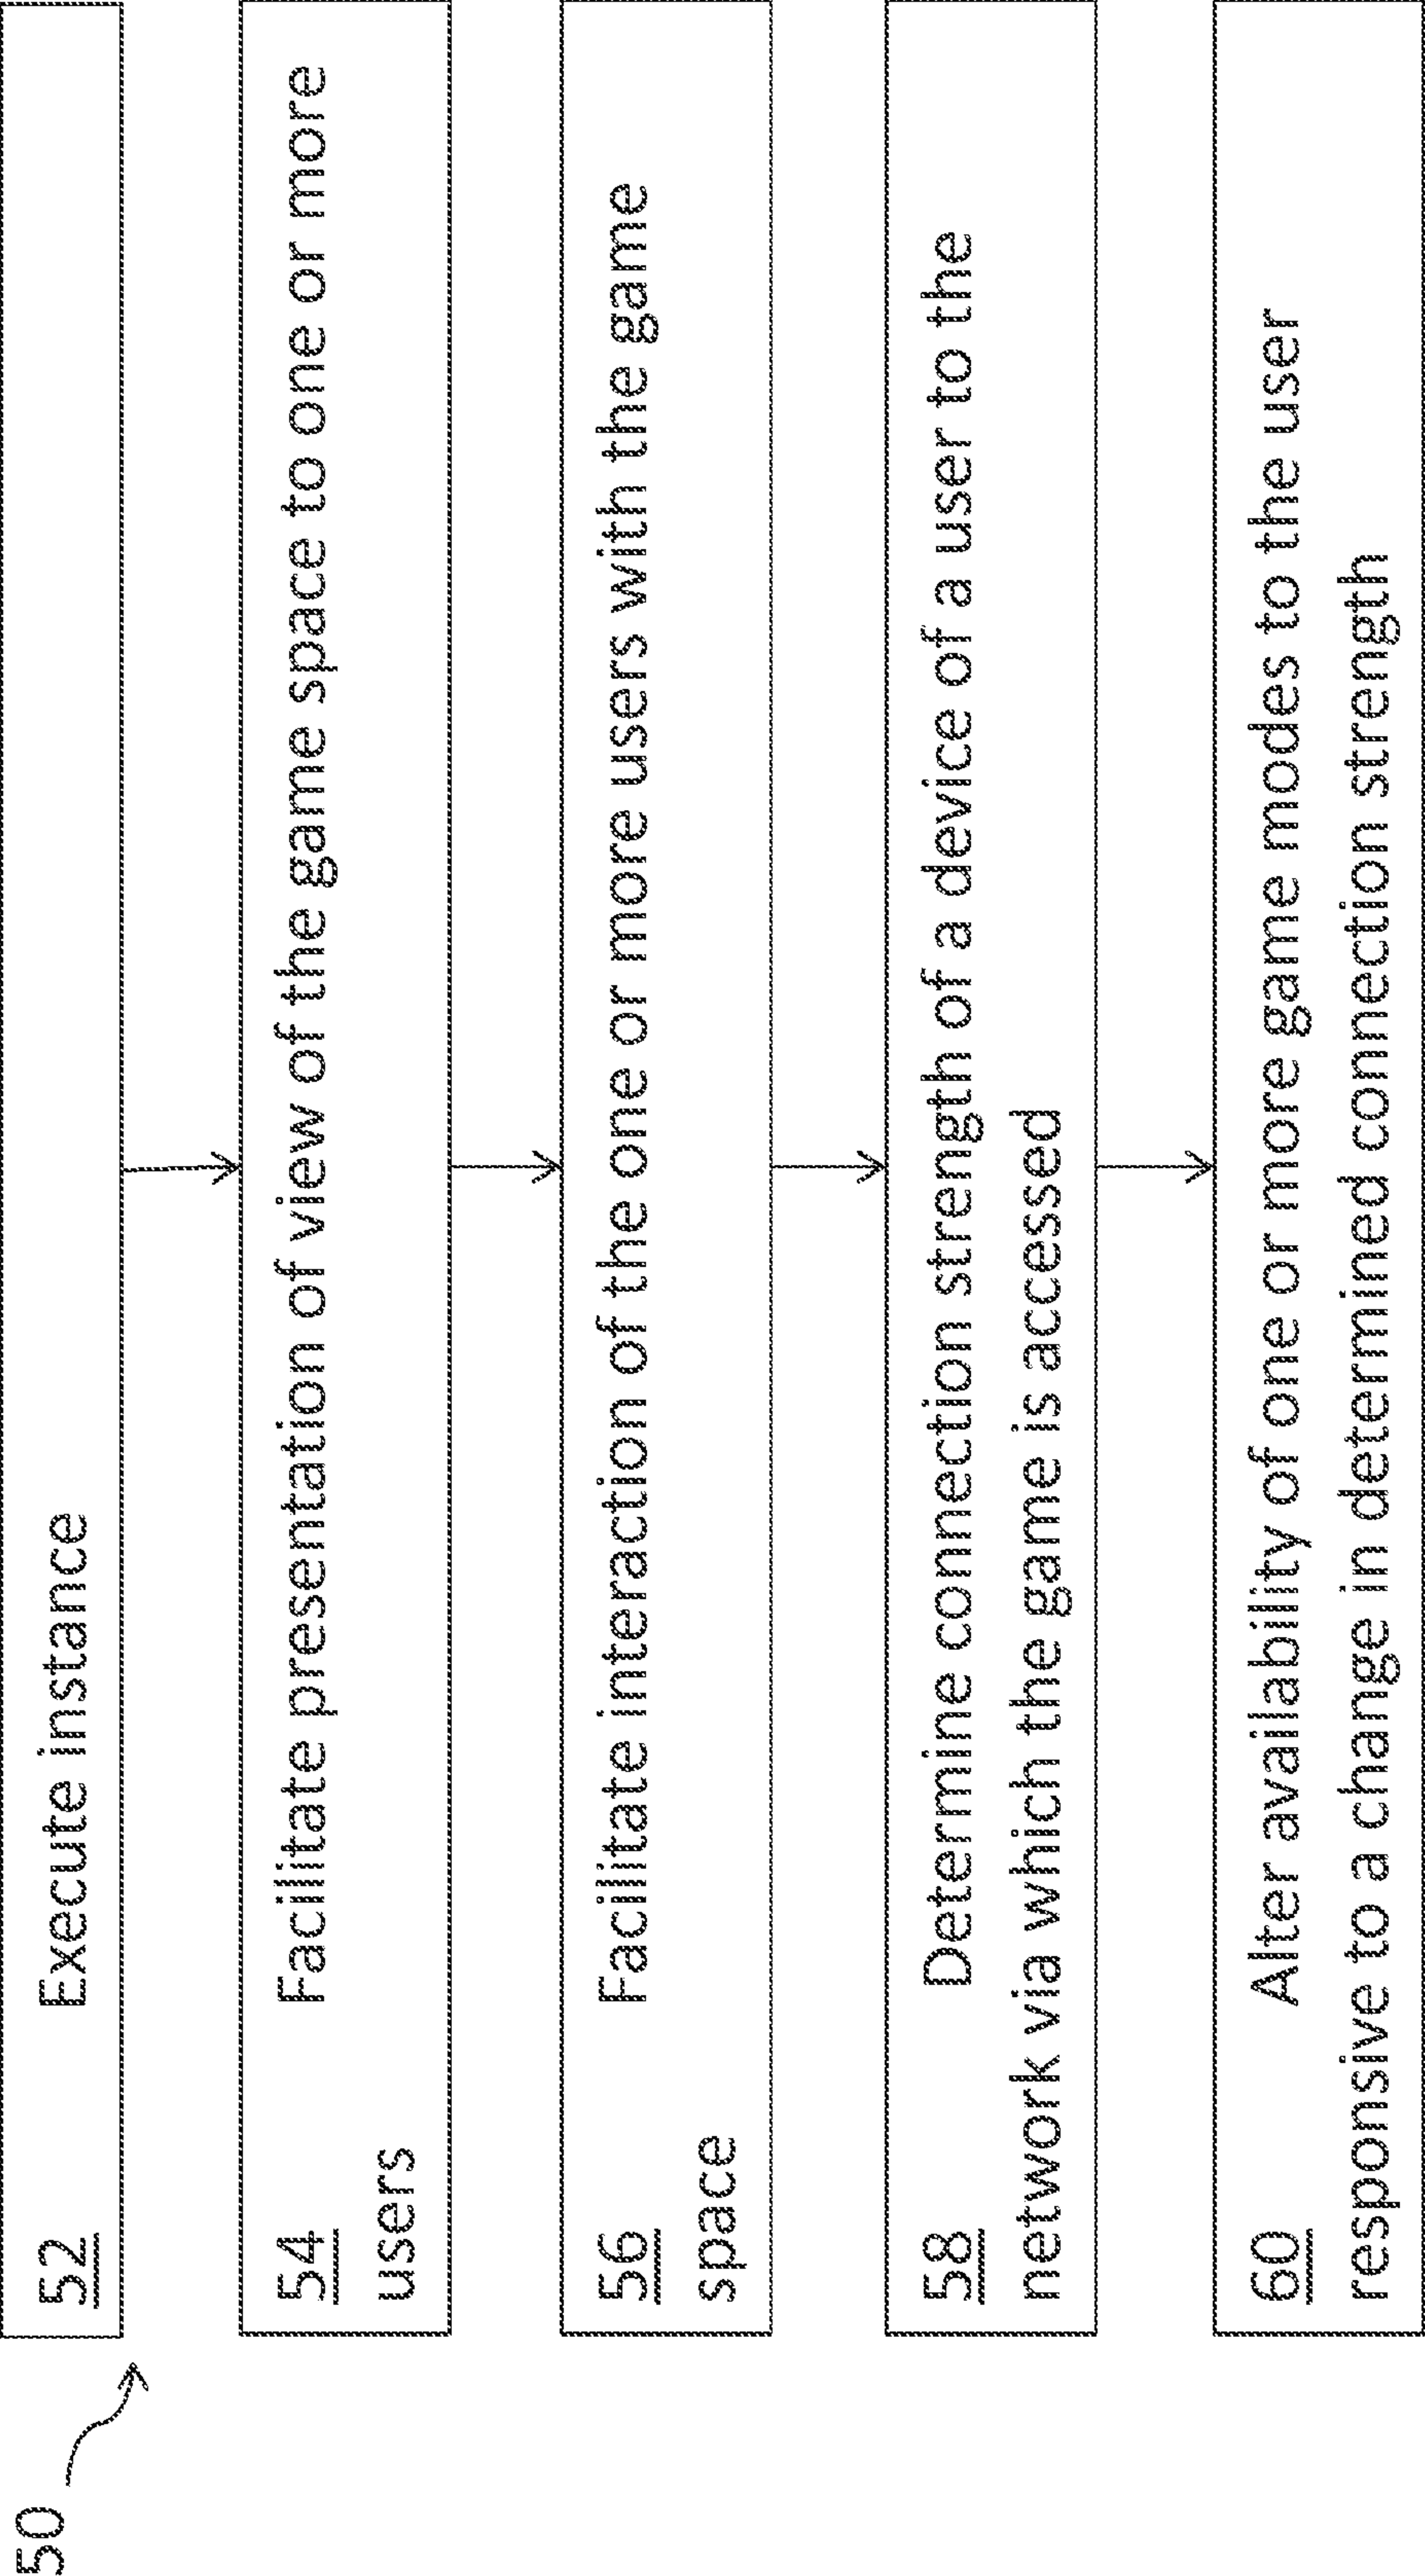 50
52 Execute instance
54 Facilitate presentation of view of the game space to one or more
users
56 Facilitate interaction of the one or more users with the game
space
58 Determine connection strength of a device of a user to the
network via which the game is accessed
60 Alter availability of one or more game modes to the user
responsive to a change in determined connection strength